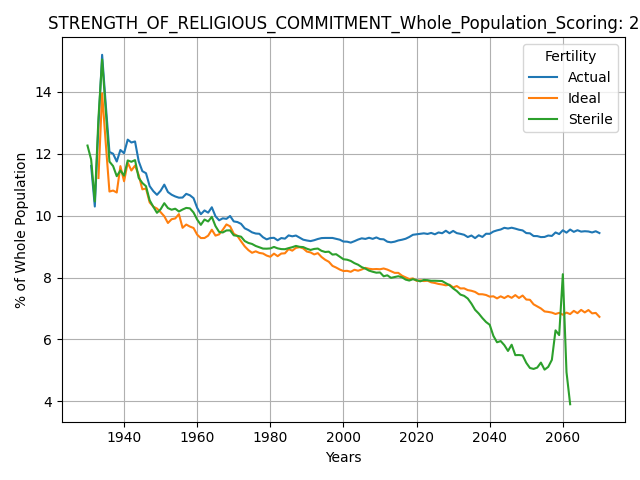 STRENGTH_OF_RELIGIOUS_COMMITMENT_Whole_Population_Scoring: 2
Fertility
Actual
Ideal
Sterile
% of Whole Population
14
12
10
8
6
4
1940 1960 1980 2000 2020 2040 2060
Years